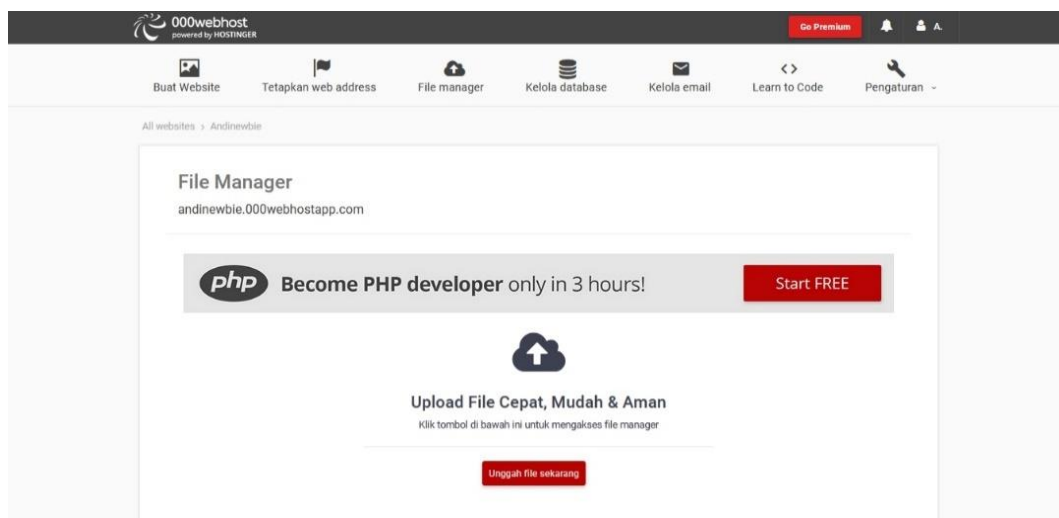 000webhost
powered by HOSTINGER
Go Premium
A.
Buat Website
Tetapkan web address
File manager
Kelola database
Kelola email
Learn to Code
Pengaturan
All websites > Andinewbie
File Manager
andinewbie.000webhostapp.com
php Become PHP developer only in 3 hours!
Start FREE
Upload File Cepat, Mudah & Aman
Klik tombol di bawah ini untuk mengakses file manager
Unggah file sekarang